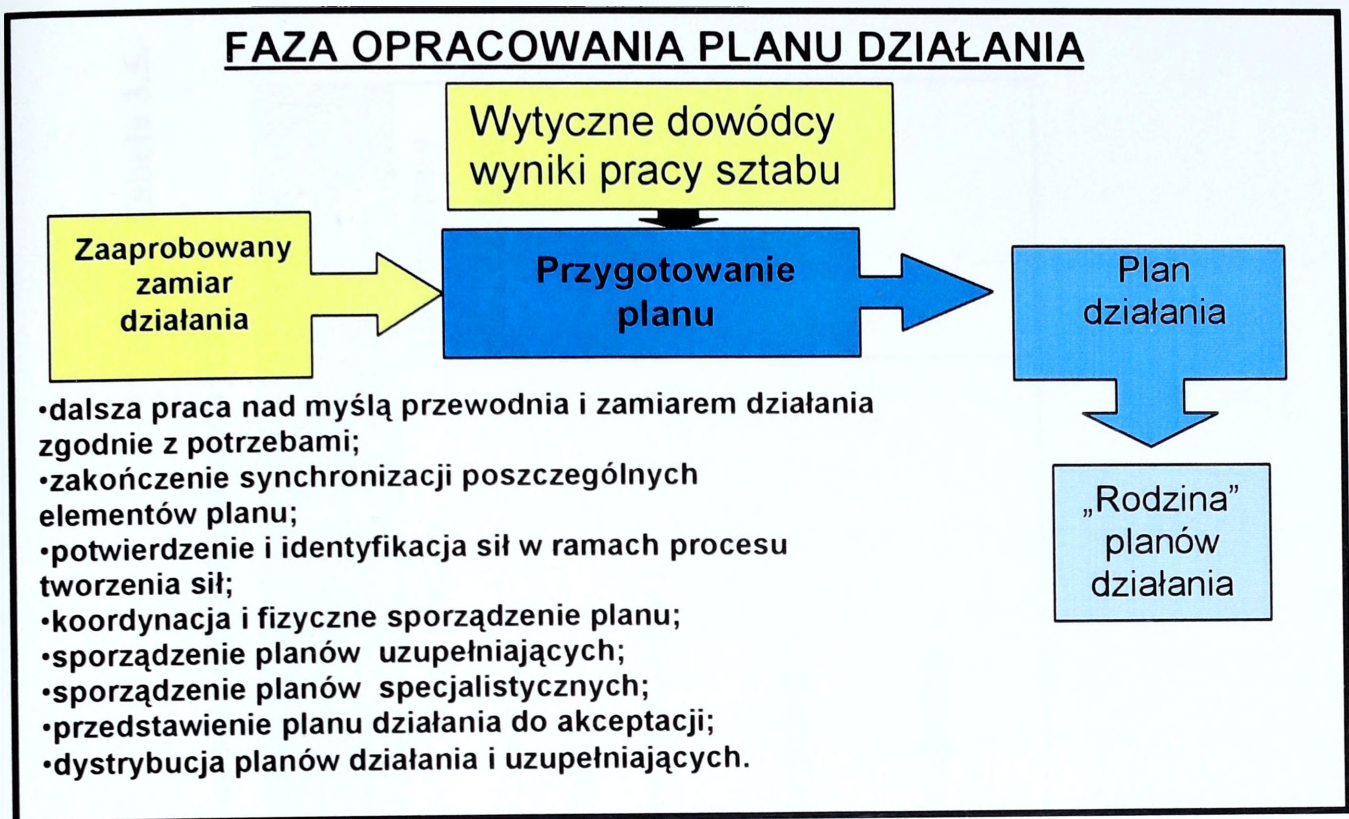 FAZA OPRACOWANIA PLANU DZIAŁANIA
Wytyczne dowódcy
wyniki pracy sztabu
Zaaprobowany
zamiar
działania
Przygotowanie
planu
Plan
działania
„Rodzina”
planów
działania
•dalsza praca nad myślą przewodnia i zamiarem działania
zgodnie z potrzebami;
•zakończenie synchronizacji poszczególnych
elementów planu;
•potwierdzenie i identyfikacja sił w ramach procesu
tworzenia sił;
•koordynacja i fizyczne sporządzenie planu;
•sporządzenie planów uzupełniających;
•sporządzenie planów specjalistycznych;
•przedstawienie planu działania do akceptacji;
•dystrybucja planów działania i uzupełniających.